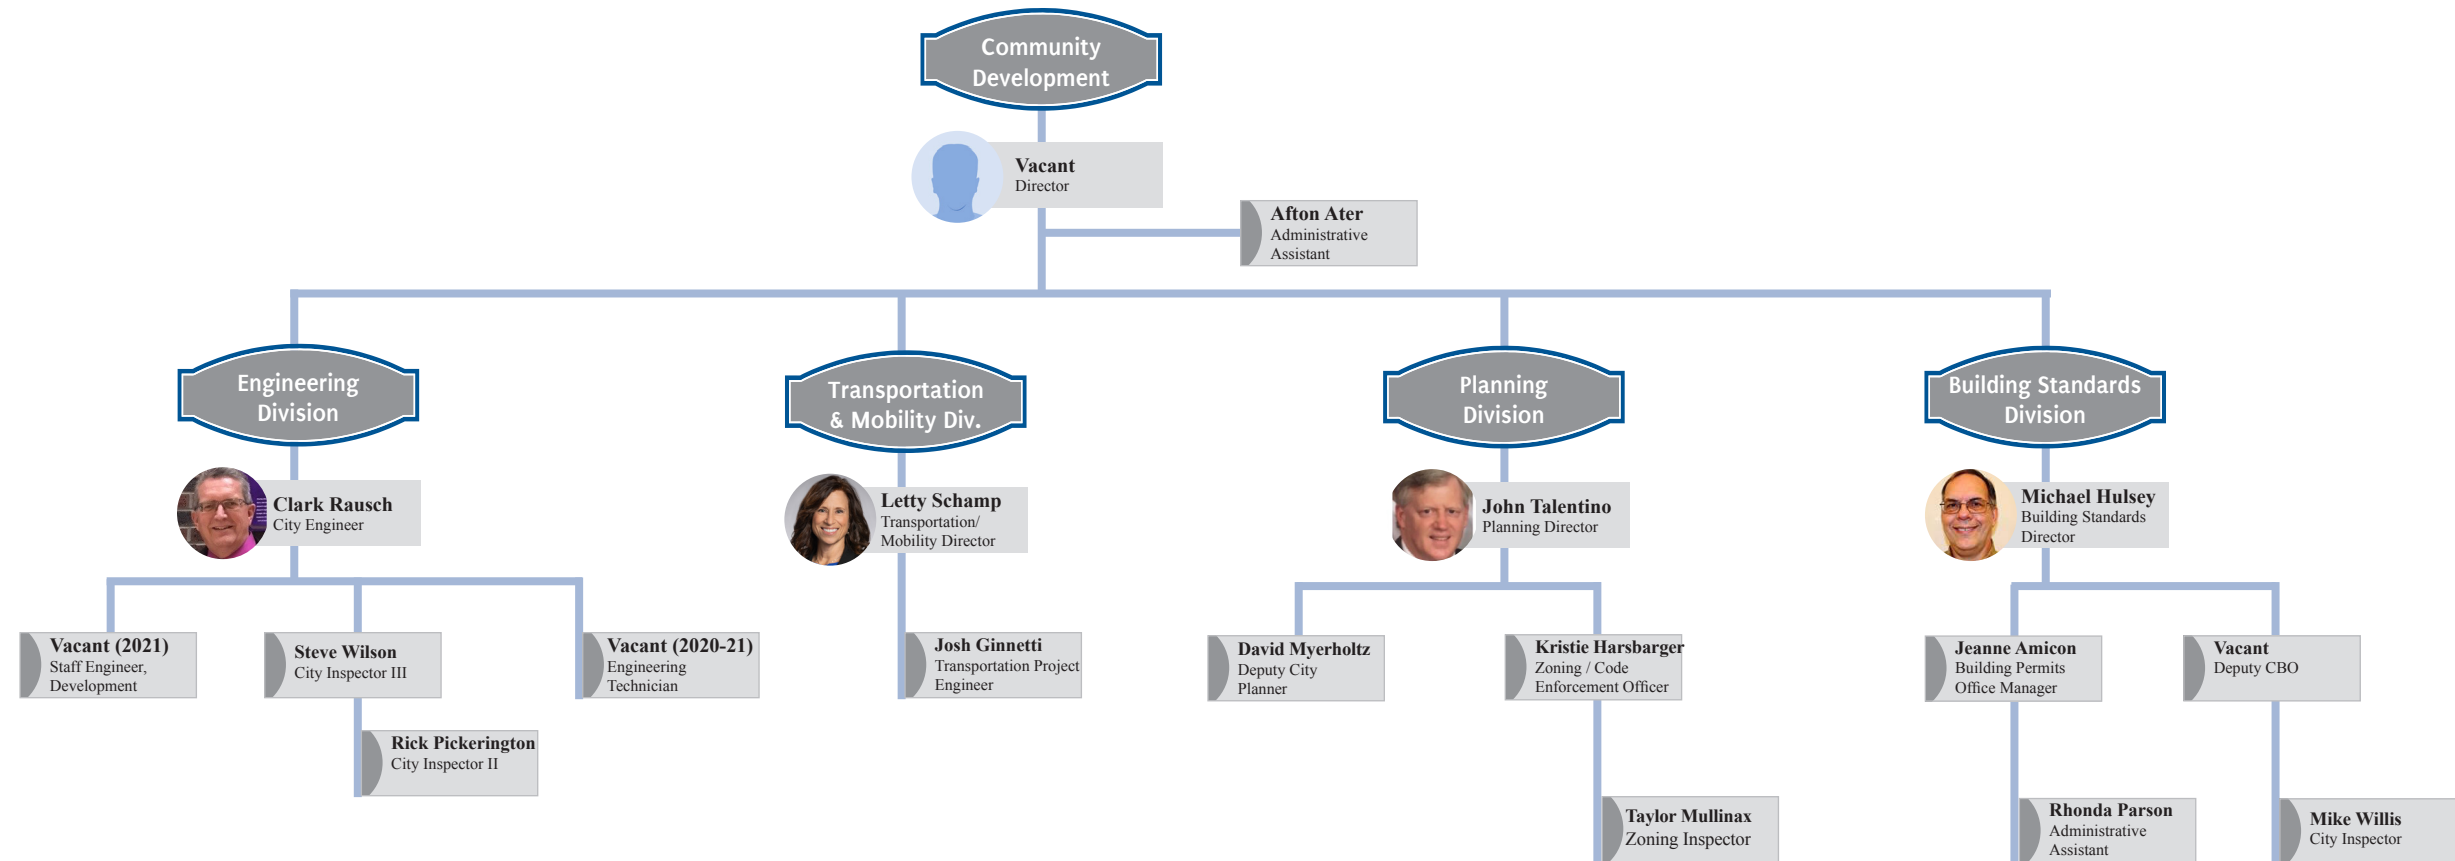 Community
Development
Vacant
Director
Afton Ater
Administrative
Assistant
Engineering
Division
Transportation
& Mobility Div.
Planning
Division
Building Standards
Division
Clark Rausch
City Engineer
Letty Schamp
Transportation/
Mobility Director
John Talentino
Planning Director
Michael Hulsey
Building Standards
Director
Vacant (2021)
Staff Engineer,
Development
Steve Wilson
City Inspector III
Vacant (2020-21)
Engineering
Technician
Josh Ginnetti
Transportation Project
Engineer
David Myerholtz
Deputy City
Planner
Kristie Harsbarger
Zoning / Code
Enforcement Officer
Jeanne Amicon
Building Permits
Office Manager
Vacant
Deputy CBO
Rick Pickerington
City Inspector II
Taylor Mullinax
Zoning Inspector
Rhonda Parson
Administrative
Assistant
Mike Willis
City Inspector